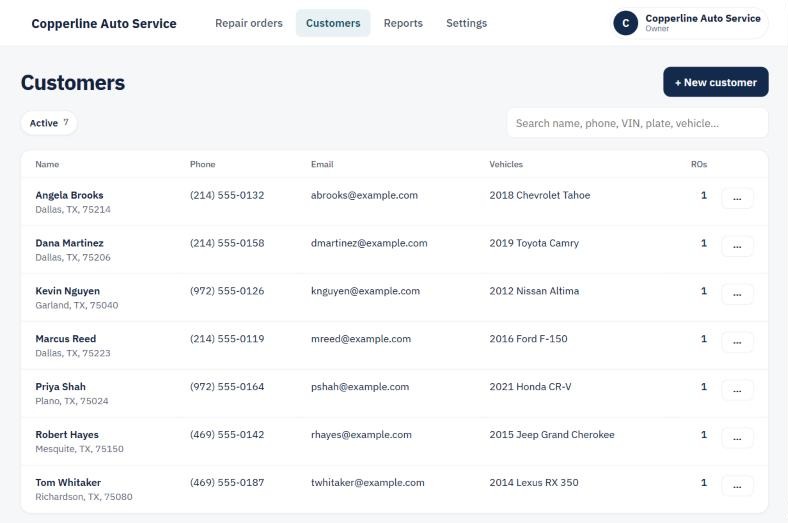 Copperline Auto Service Repair orders Customers Reports Settings C Copperline Auto Service
Owner
Customers + New customer
Active 7 Search name, phone, VIN, plate, vehicle...
Name Phone Email Vehicles ROs
Angela Brooks (214) 555-0132 abrooks@example.com 2018 Chevrolet Tahoe 1 ...
Dallas, TX, 75214
Dana Martinez (214) 555-0158 dmartinez@example.com 2019 Toyota Camry 1 ...
Dallas, TX, 75206
Kevin Nguyen (972) 555-0126 knguyen@example.com 2012 Nissan Altima 1 ...
Garland, TX, 75040
Marcus Reed (214) 555-0119 mreed@example.com 2016 Ford F-150 1 ...
Dallas, TX, 75223
Priya Shah (972) 555-0164 pshah@example.com 2021 Honda CR-V 1 ...
Plano, TX, 75024
Robert Hayes (469) 555-0142 rhayes@example.com 2015 Jeep Grand Cherokee 1 ...
Mesquite, TX, 75150
Tom Whitaker (469) 555-0187 twhitaker@example.com 2014 Lexus RX 350 1 ...
Richardson, TX, 75080